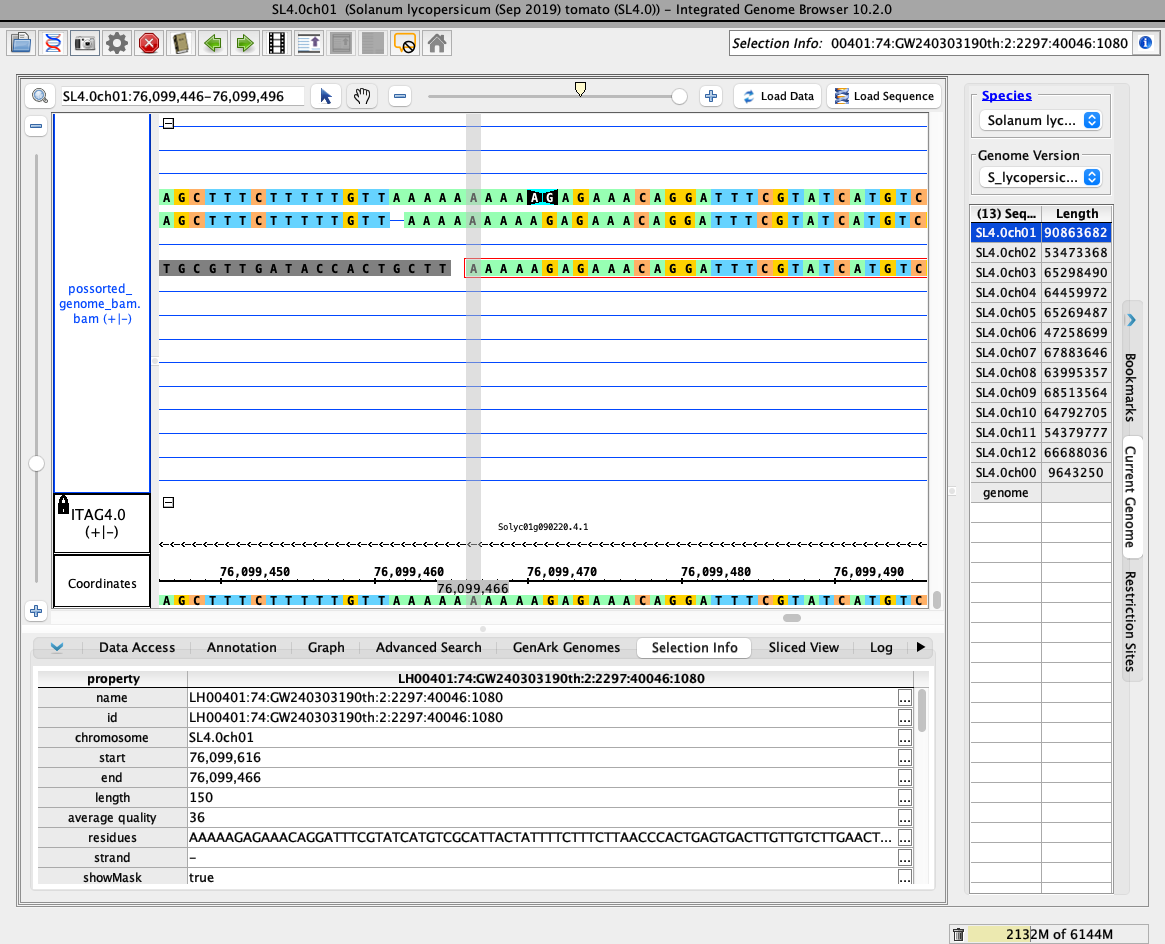 SL4.0ch01 (Solanum lycopersicum (Sep 2019) tomato (SL4.0)) - Integrated Genome Browser 10.2.0
Selection Info: 00401:74:GW240303190th:2:2297:40046:1080
SL4.0ch01:76,099,446-76,099,496
Load Data
Load Sequence
possorted_
genome_bam.
bam (+|-)
AGCTTTCTTTTTGTTAAAAAAAAAAGAGAAACAGGATTTCGTATCATGTC
AGCTTTCTTTTTGTTAAAAAAAAAGAGAAACAGGATTTCGTATCATGTC
TGCGTTGATACCACTGCTT AAAAAGAGAAACAGGATTTCGTATCATGTC
ITAG4.0
(+|-)
Solyc01g090220.4.1
Coordinates
76,099,450 76,099,460 76,099,470 76,099,480 76,099,490
76,099,466
AGCTTTCTTTTTGTTAAAAAAAAAAGAGAAACAGGATTTCGTATCATGTC
Data Access Annotation Graph Advanced Search GenArk Genomes Selection Info Sliced View Log
property LH00401:74:GW240303190th:2:2297:40046:1080
name LH00401:74:GW240303190th:2:2297:40046:1080 ...
id LH00401:74:GW240303190th:2:2297:40046:1080 ...
chromosome SL4.0ch01 ...
start 76,099,616 ...
end 76,099,466 ...
length 150 ...
average quality 36 ...
residues AAAAAGAGAAACAGGATTTCGTATCATGTCGCATTACTATTTTCTTTCTTAACCCACTGAGTGACTTGTTGTCTTGAACT... ...
strand - ...
showMask true ...
Species
Solanum lyc...
Genome Version
S_lycopersic...
(13) Seq... Length
SL4.0ch01 90863682
SL4.0ch02 53473368
SL4.0ch03 65298490
SL4.0ch04 64459972
SL4.0ch05 65269487
SL4.0ch06 47258699
SL4.0ch07 67883646
SL4.0ch08 63995357
SL4.0ch09 68513564
SL4.0ch10 64792705
SL4.0ch11 54379777
SL4.0ch12 66688036
SL4.0ch00 9643250
genome
Bookmarks
Current Genome
Restriction Sites
2132M of 6144M